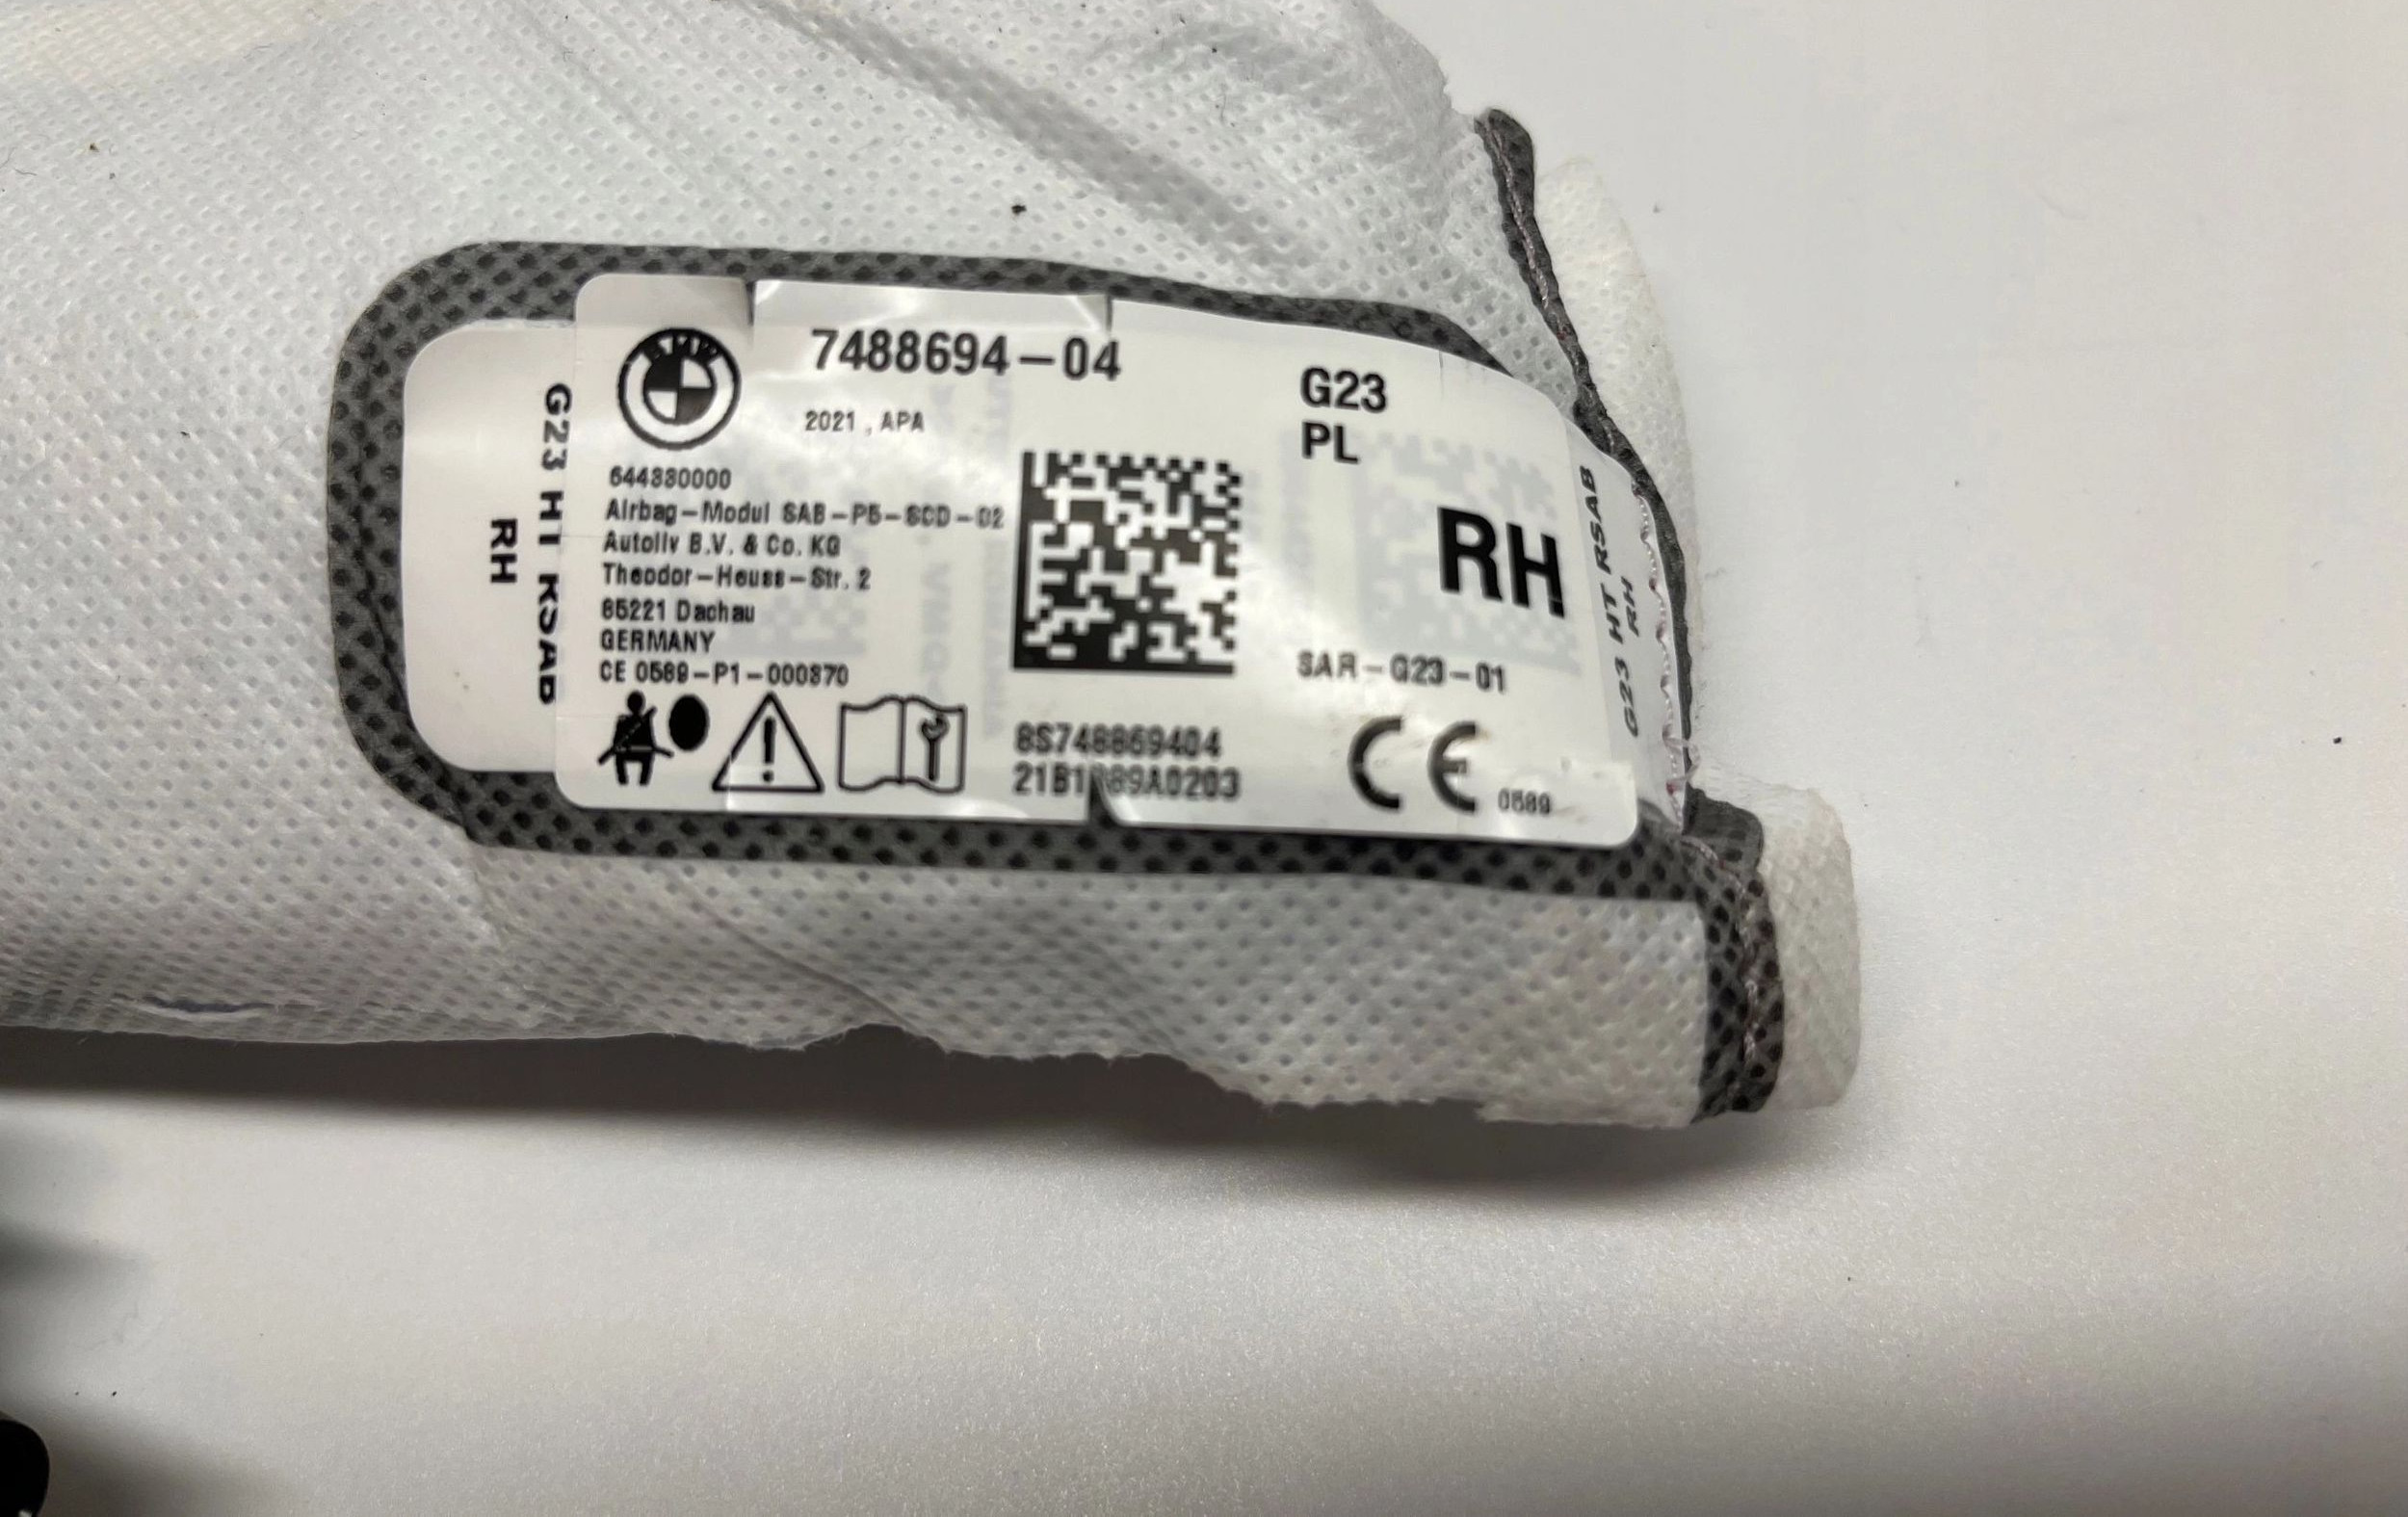 G23 HT RSAB
RH
BMW
7488694-04
2021, APA
644880000
Airbag-Modul SAB-P5-SCD-02
Autoliv B.V. & Co. KG
Theodor-Heuss-Str. 2
85221 Dachau
GERMANY
CE 0589-P1-000870
8S748869404
G23
PL
RH
SAR-G23-01
CE 0589
G23 HT RSAB
RH